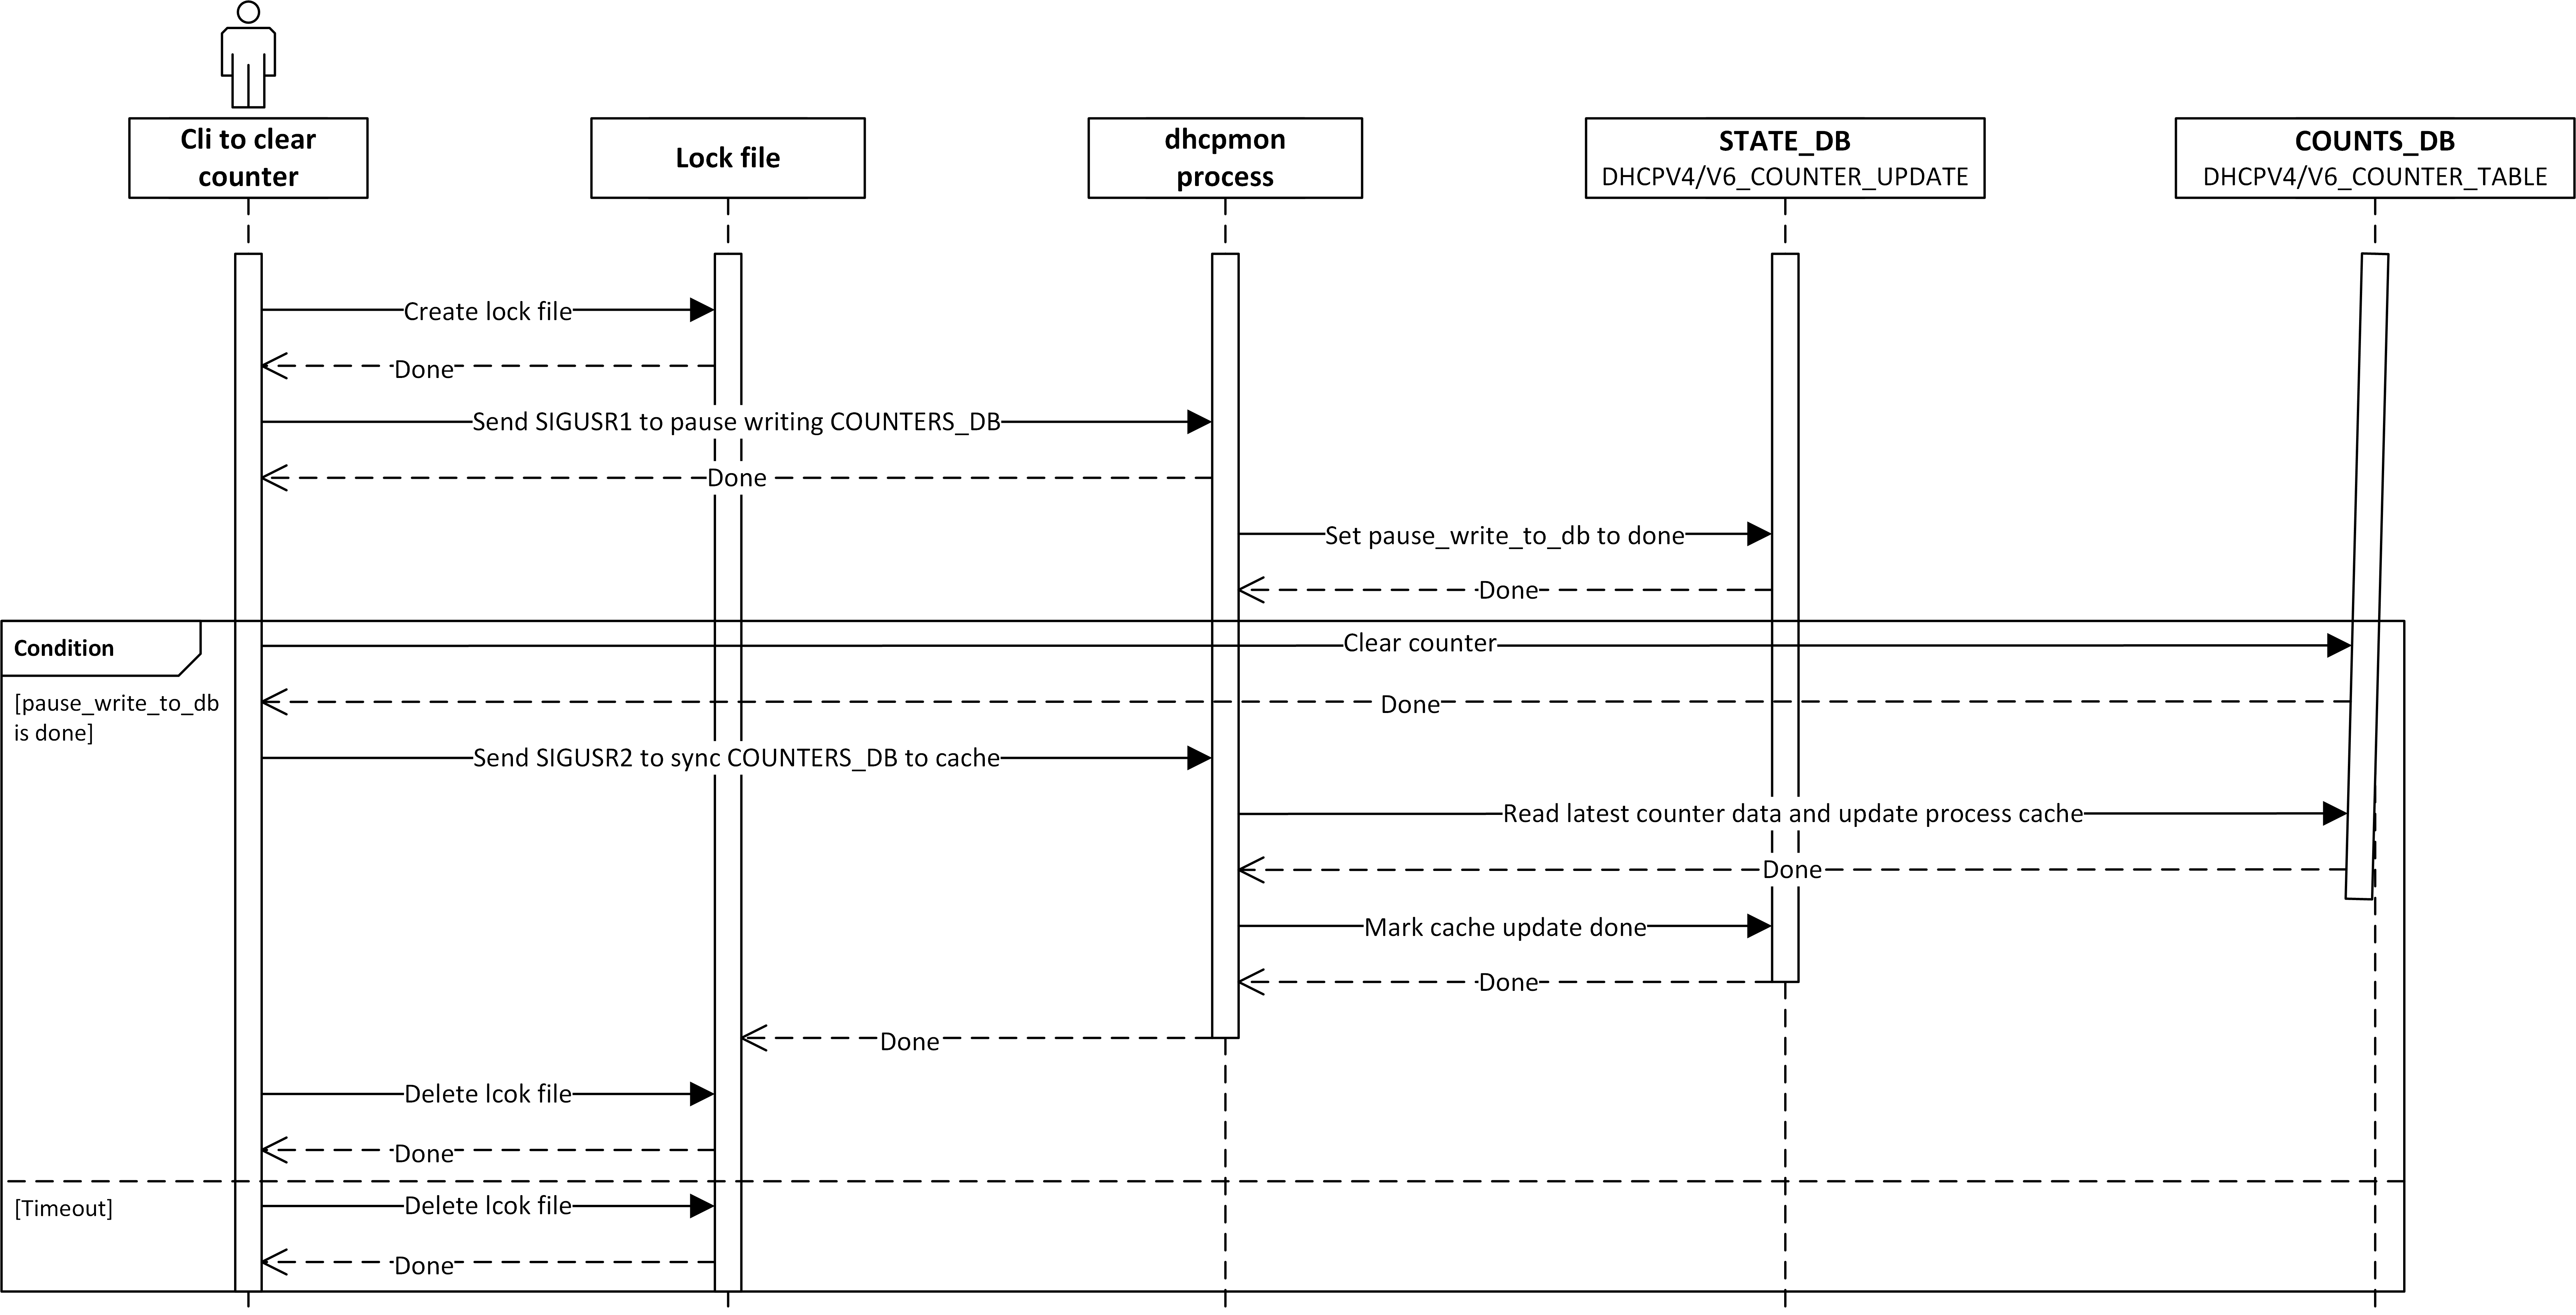 Cli to clear
counter
Lock file
dhcpmon
process
STATE_DB
DHCPV4/V6_COUNTER_UPDATE
COUNTS_DB
DHCPV4/V6_COUNTER_TABLE
Create lock file
Done
Send SIGUSR1 to pause writing COUNTERS_DB
Done
Set pause_write_to_db to done
Done
Condition
Clear counter
[pause_write_to_db
is done]
Done
Send SIGUSR2 to sync COUNTERS_DB to cache
Read latest counter data and update process cache
Done
Mark cache update done
Done
Done
Delete lcok file
Done
[Timeout]
Delete lcok file
Done